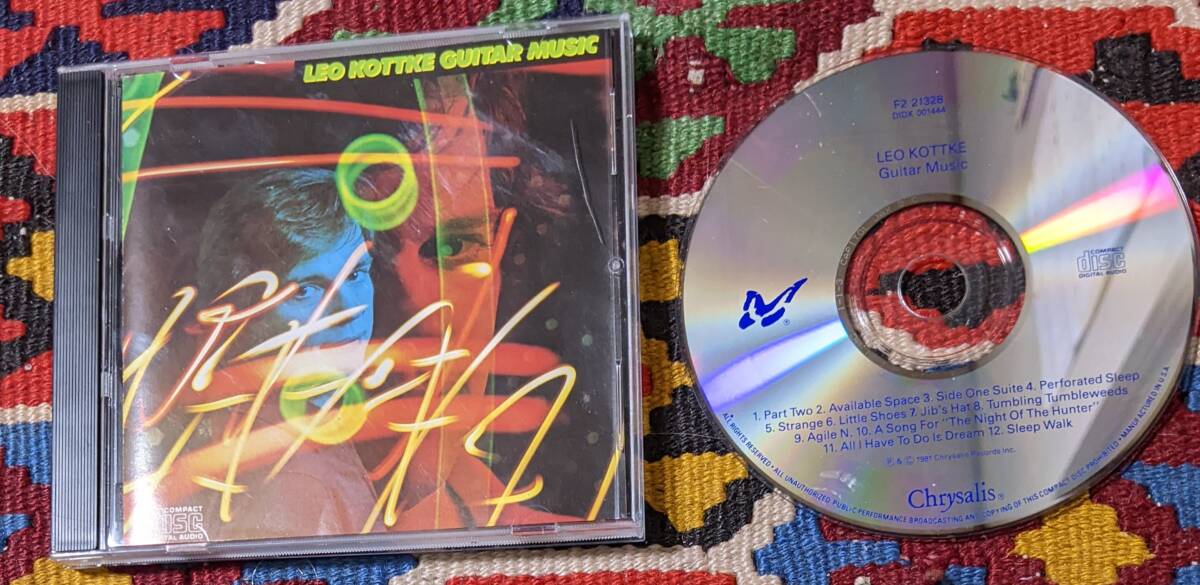 LEO KOTTKE GUITAR MUSIC
COMPACT
disc
DIGITAL AUDIO
F2 21328
DIDX 001444
LEO KOTTKE
Guitar Music
COMPACT
disc
DIGITAL AUDIO
®
1. Part Two 2. Available Space 3. Side One Suite 4. Perforated Sleep
5. Strange 6. Little Shoes 7. Jib's Hat 8. Tumbling Tumbleweeds
9. Agile N. 10. A Song For "The Night Of The Hunter"
11. All I Have To Do Is Dream 12. Sleep Walk
℗ & © 1981 Chrysalis Records Inc.
Chrysalis®
ALL RIGHTS RESERVED • ALL UNAUTHORIZED PUBLIC PERFORMANCE BROADCASTING AND COPYING OF THIS COMPACT DISC PROHIBITED • MANUFACTURED IN U.S.A.